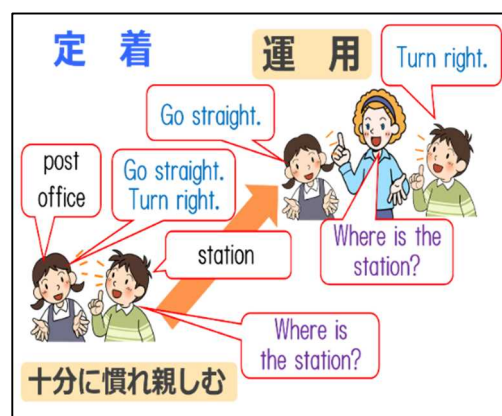 定 着
運 用
Turn right.
Go straight.
post
office
Go straight.
Turn right.
station
Where is the
station?
Where is
the station?
十分に慣れ親しむ